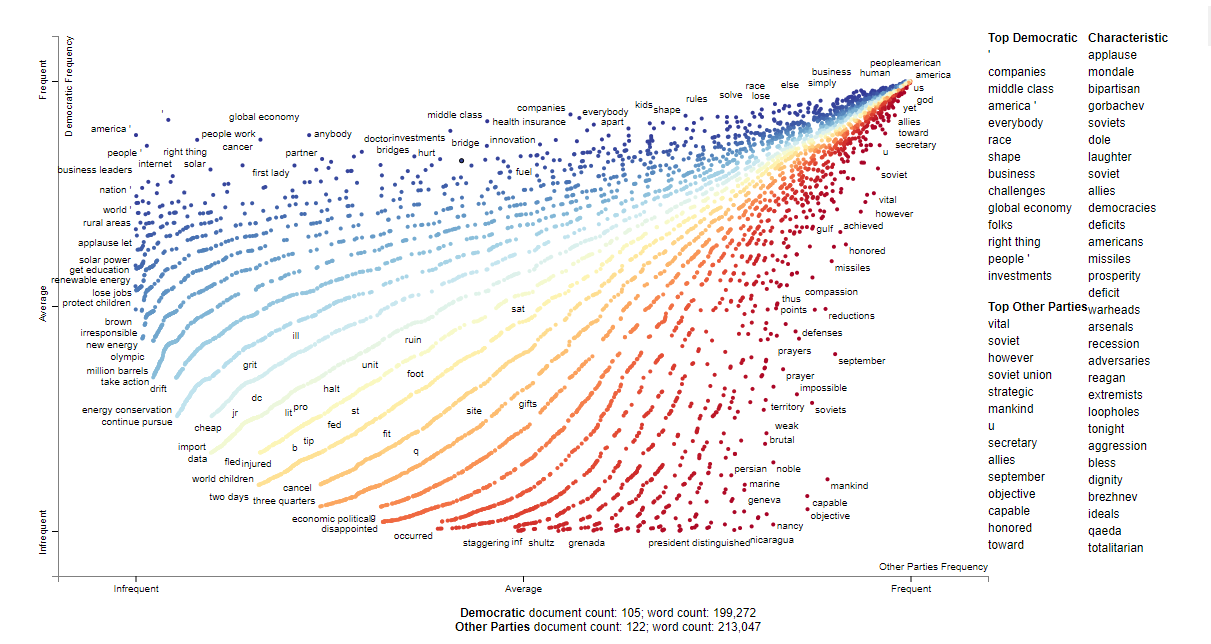 Top Democratic
'
companies
middle class
america '
everybody
race
shape
business
challenges
global economy
folks
right thing
people '
investments
Top Other Parties
vital
soviet
however
soviet union
strategic
mankind
u
secretary
allies
september
objective
capable
honored
toward
Characteristic
applause
mondale
bipartisan
gorbachev
soviets
dole
laughter
soviet
allies
democracies
deficits
americans
missiles
prosperity
deficit
warheads
arsenals
recession
adversaries
reagan
extremists
loopholes
tonight
aggression
bless
dignity
brezhnev
ideals
qaeda
totalitarian
Democratic Frequency
Frequent
Average
Infrequent
peopleamerican
business
human
america
else
simply
race
us
solve
lose
god
kids
rules
shape
companies
yet
everybody
middle class
global economy
health insurance
apart
allies
america '
people work
anybody
toward
doctor
investments
innovation
bridge
secretary
cancer
people '
right thing
partner
bridges
hurt
u
internet
solar
business leaders
first lady
fuel
soviet
nation '
vital
world '
however
rural areas
gulf
achieved
applause let
honored
solar power
get education
missiles
renewable energy
lose jobs
compassion
protect children
thus
points
sat
reductions
brown
irresponsible
ill
ruin
defenses
new energy
prayers
olympic
grit
unit
september
million barrels
foot
prayer
take action
drift
halt
impossible
dc
energy conservation
jr
lit
pro
st
site
gifts
territory
soviets
continue pursue
cheap
fed
weak
import
b
tip
fit
brutal
data
fled
injured
q
persian
noble
world children
cancel
marine
mankind
two days
three quarters
geneva
capable
economic political
objective
disappointed
nancy
occurred
staggering
inf
shultz
grenada
president distinguished
nicaragua
Other Parties Frequency
Infrequent
Average
Frequent
Democratic document count: 105; word count: 199,272
Other Parties document count: 122; word count: 213,047